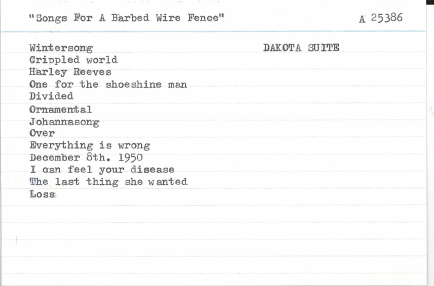 "Songs For A Barbed Wire Fence" A 25386
Wintersong DAKOTA SUITE
Crippled world
Harley Reeves
One for the shoeshine man
Divided
Ornamental
Johannasong
Over
Everything is wrong
December 8th. 1950
I can feel your disease
The last thing she wanted
Loss